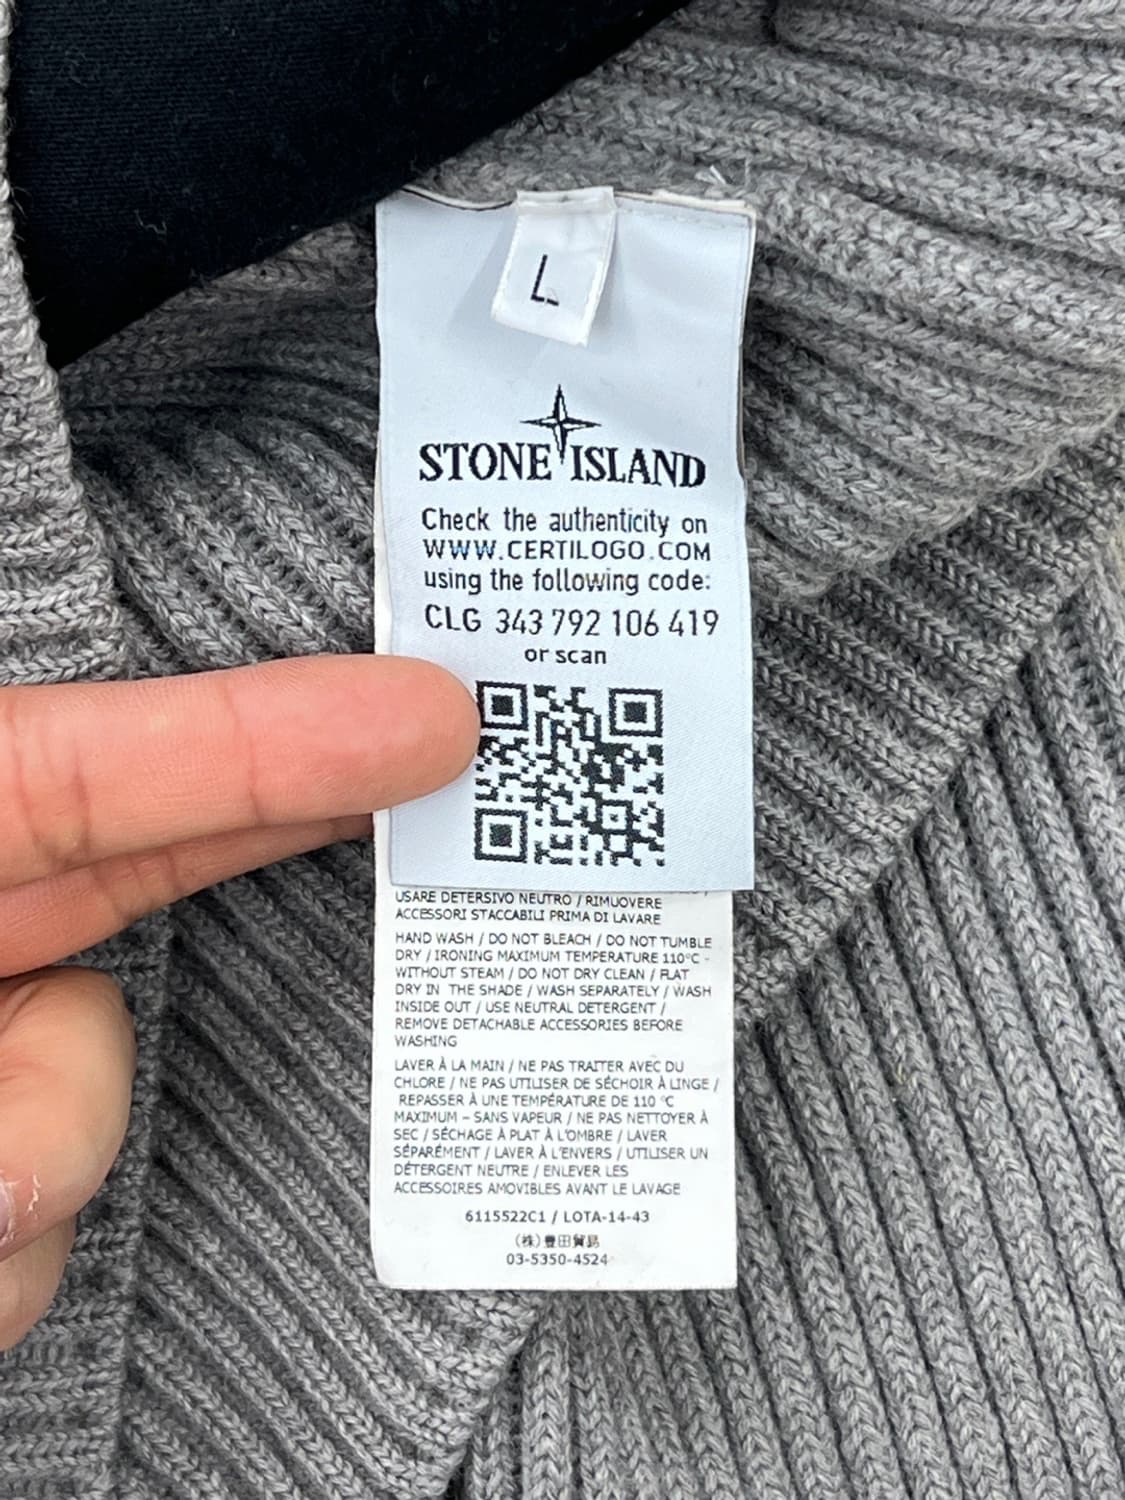 L
STONE ISLAND
Check the authenticity on
WWW.CERTILOGO.COM
using the following code:
CLG 343 792 106 419
or scan
USARE DETERSIVO NEUTRO / RIMUOVERE
ACCESSORI STACCABILI PRIMA DI LAVARE
HAND WASH / DO NOT BLEACH / DO NOT TUMBLE
DRY / IRONING MAXIMUM TEMPERATURE 110°C -
WITHOUT STEAM / DO NOT DRY CLEAN / FLAT
DRY IN THE SHADE / WASH SEPARATELY / WASH
INSIDE OUT / USE NEUTRAL DETERGENT /
REMOVE DETACHABLE ACCESSORIES BEFORE
WASHING
LAVER À LA MAIN / NE PAS TRAITER AVEC DU
CHLORE / NE PAS UTILISER DE SÉCHOIR À LINGE /
REPASSER À UNE TEMPÉRATURE DE 110 °C
MAXIMUM – SANS VAPEUR / NE PAS NETTOYER À
SEC / SÉCHAGE À PLAT À L'OMBRE / LAVER
SÉPARÉMENT / LAVER À L'ENVERS / UTILISER UN
DÉTERGENT NEUTRE / ENLEVER LES
ACCESSOIRES AMOVIBLES AVANT LE LAVAGE
6115522C1 / LOTA-14-43
(株)豊田貿易
03-5350-4524